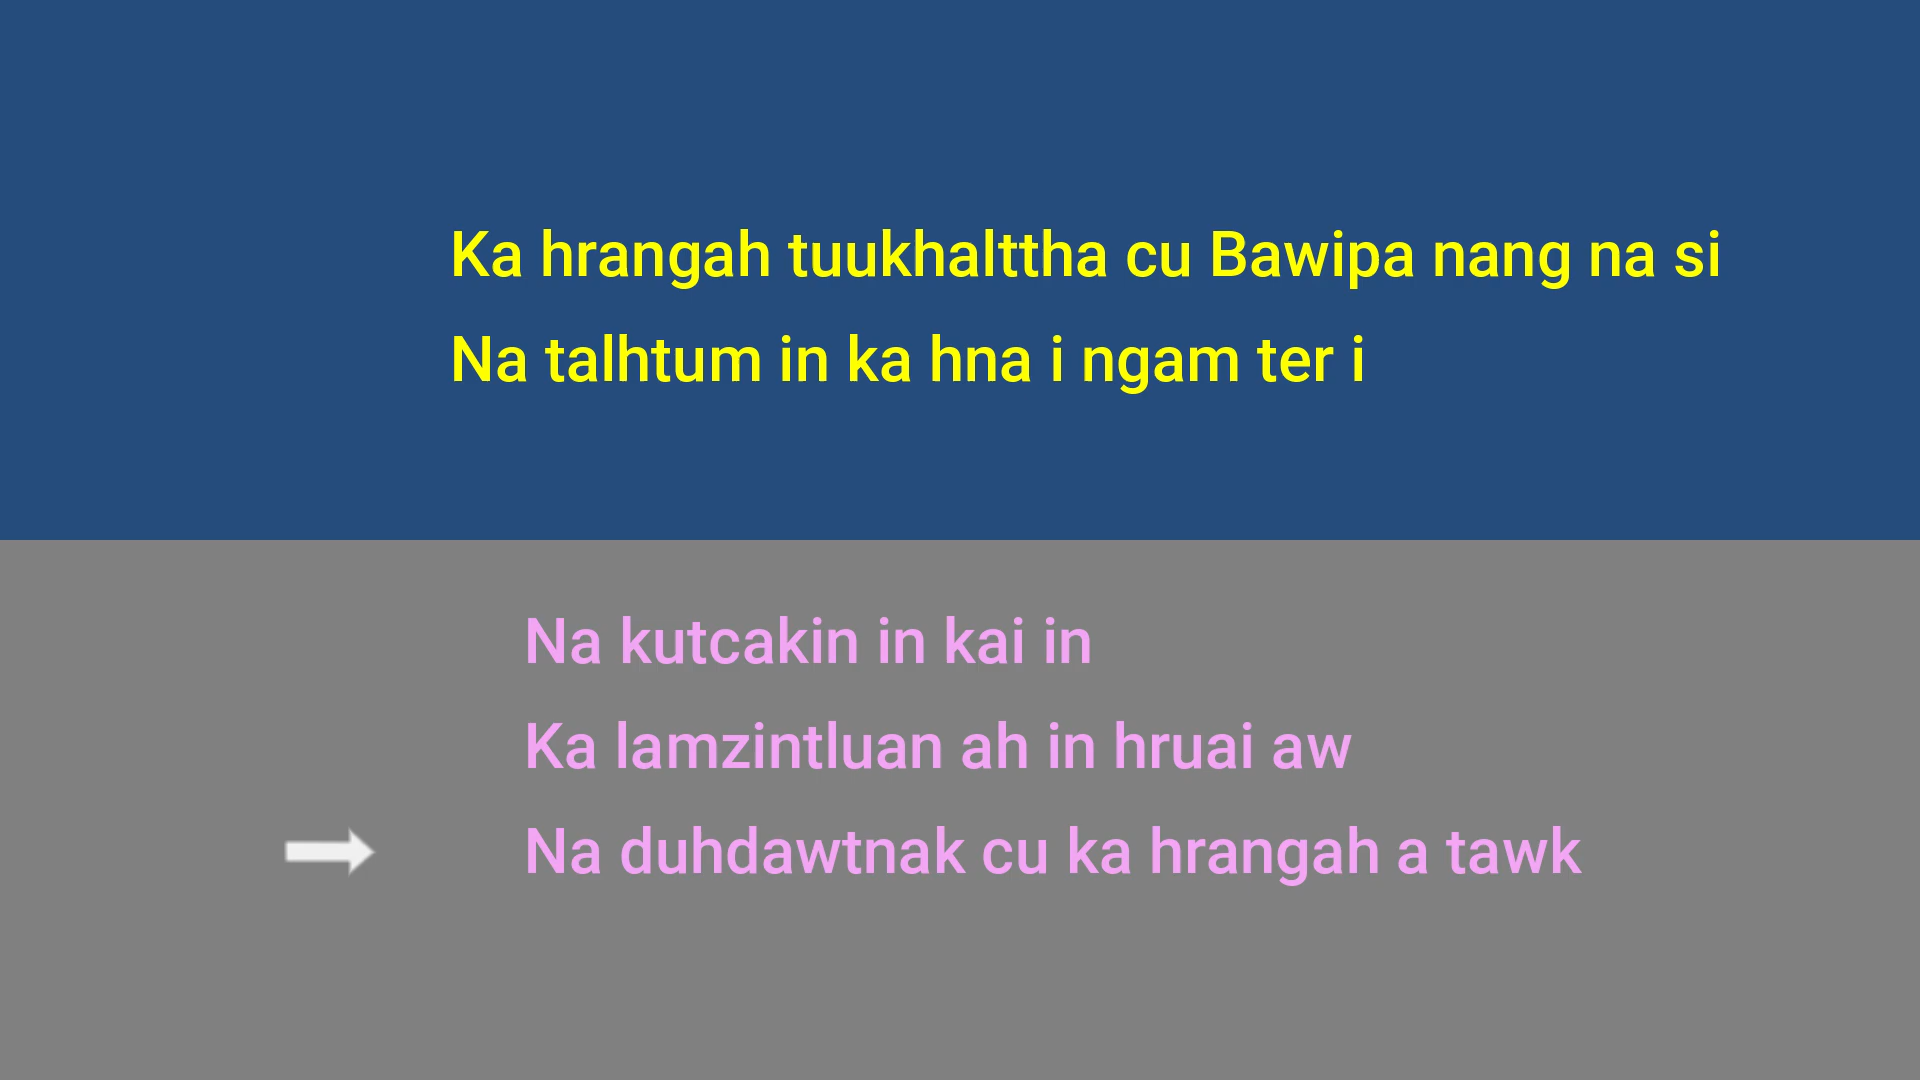 Ka hrangah tuukhalttha cu Bawipa nang na si
Na talhtum in ka hna i ngam ter i
Na kutcakin in kai in
Ka lamzintluan ah in hruai aw
Na duhdawtnak cu ka hrangah a tawk